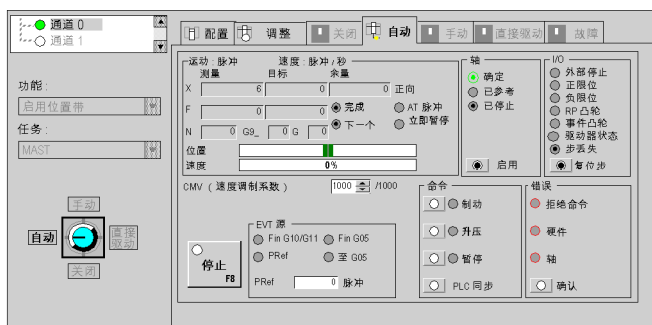 通道 0
通道 1
功能:
启用位置带
任务:
MAST
手动
自动
直接
驱动
关闭
配置 调整 关闭 自动 手动 直接驱动 故障
运动 : 脉冲 速度 : 脉冲 / 秒
测量 目标 余量
X 6 0 0 正向
F 0 0 完成 AT 脉冲
N 0 G9_ 0 G 0 下一个 立即暂停
位置
速度 0%
CMV ( 速度调制系数 ) 1000 /1000
轴
确定
已参考
已停止
启用
I/O
外部停止
正限位
负限位
RP 凸轮
事件凸轮
驱动器状态
步丢失
复位步
停止
F8
EVT 源
Fin G10/G11 Fin G05
PRef 至 G05
PRef 0 脉冲
命令
制动
升压
暂停
PLC 同步
错误
拒绝命令
硬件
轴
确认